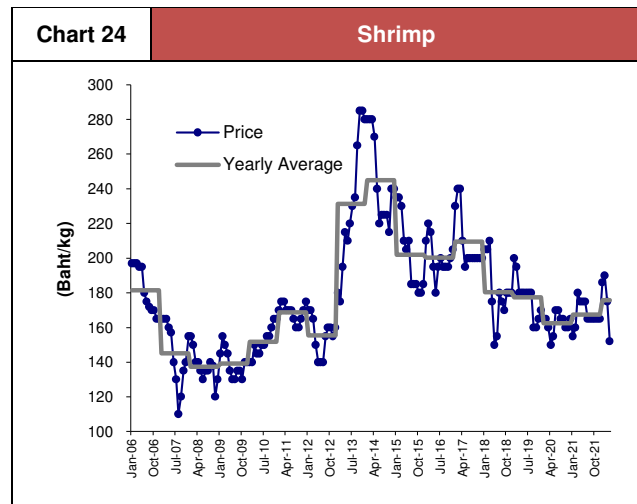 Chart 24
Shrimp
300
280
260
240
220
200
180
160
140
120
100
(Baht/kg)
Price
Yearly Average
Jan-06
Oct-06
Jul-07
Apr-08
Jan-09
Oct-09
Jul-10
Apr-11
Jan-12
Oct-12
Jul-13
Apr-14
Jan-15
Oct-15
Jul-16
Apr-17
Jan-18
Oct-18
Jul-19
Apr-20
Jan-21
Oct-21